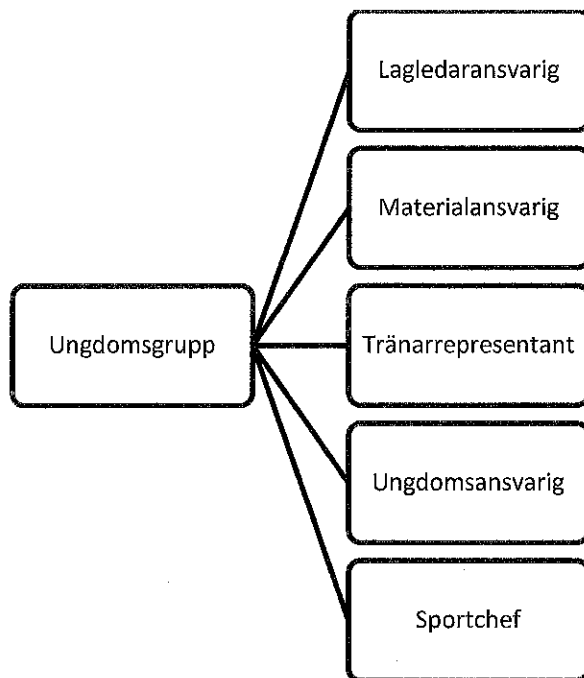 Lagledaransvarig
Materialansvarig
Ungdomsgrupp
Tränarrepresentant
Ungdomsansvarig
Sportchef